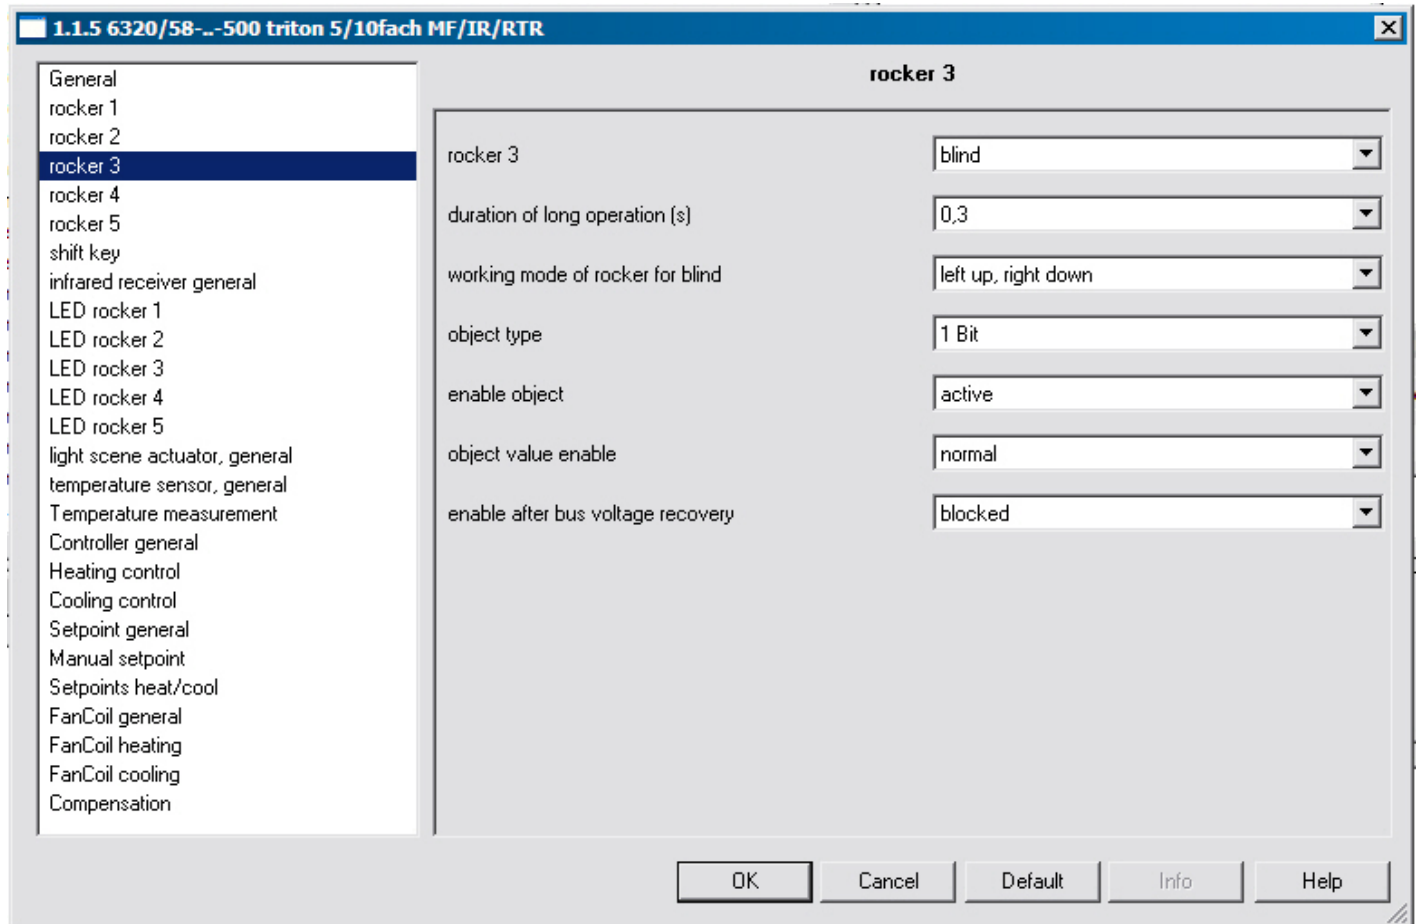 1.1.5 6320/58-..-500 triton 5/10fach MF/IR/RTR
General
rocker 1
rocker 2
rocker 3
rocker 4
rocker 5
shift key
infrared receiver general
LED rocker 1
LED rocker 2
LED rocker 3
LED rocker 4
LED rocker 5
light scene actuator, general
temperature sensor, general
Temperature measurement
Controller general
Heating control
Cooling control
Setpoint general
Manual setpoint
Setpoints heat/cool
FanCoil general
FanCoil heating
FanCoil cooling
Compensation
rocker 3
rocker 3 blind
duration of long operation (s) 0,3
working mode of rocker for blind left up, right down
object type 1 Bit
enable object active
object value enable normal
enable after bus voltage recovery blocked
OK Cancel Default Info Help